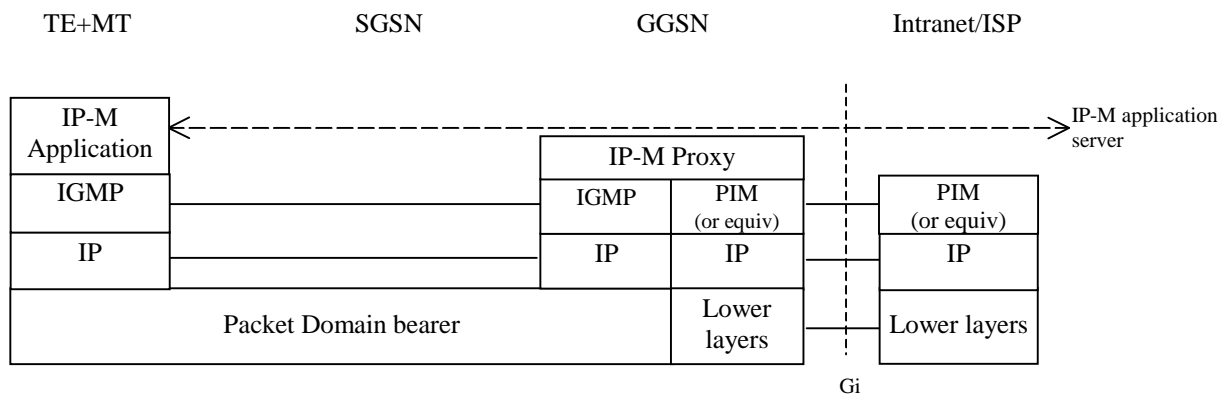 TE+MT SGSN GGSN Intranet/ISP
IP-M
Application
IP-M application
server
IP-M Proxy
IGMP IGMP PIM
(or equiv) PIM
(or equiv)
IP IP IP IP
Packet Domain bearer Lower
layers Lower layers
Gi